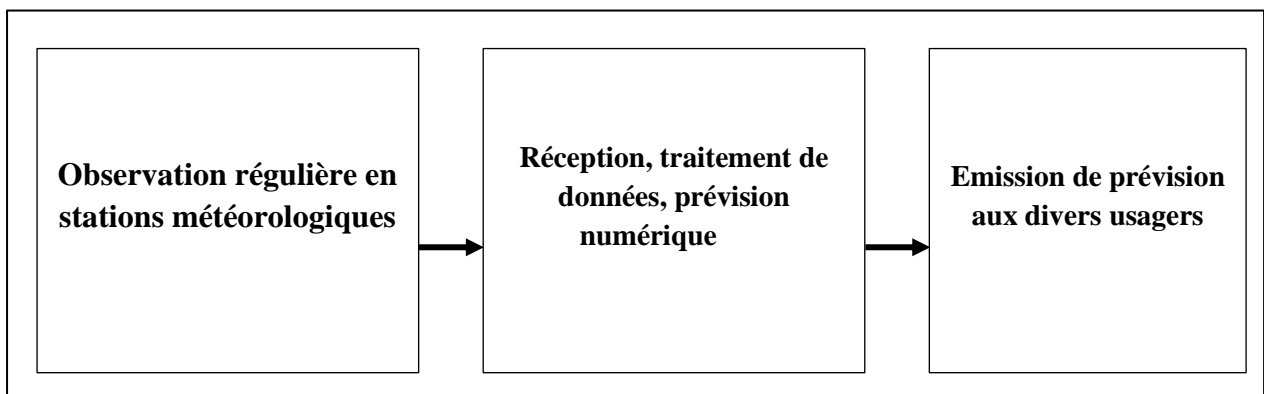 Observation régulière en
stations météorologiques
Réception, traitement de
données, prévision
numérique
Emission de prévision
aux divers usagers